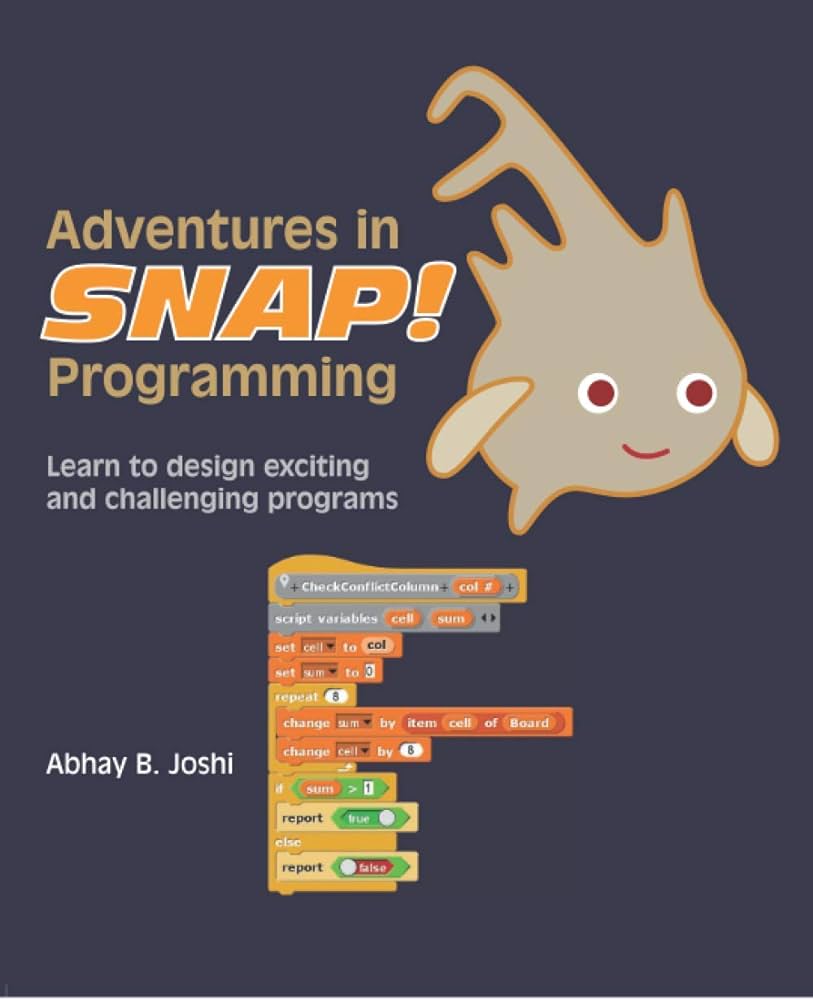 Adventures in
SNAP!
Programming
Learn to design exciting
and challenging programs
+ CheckConflictColumn + col # +
script variables cell sum
set cell to col
set sum to 0
repeat 8
change sum by item cell of Board
change cell by 8
Abhay B. Joshi
if sum > 1
report true
else
report false